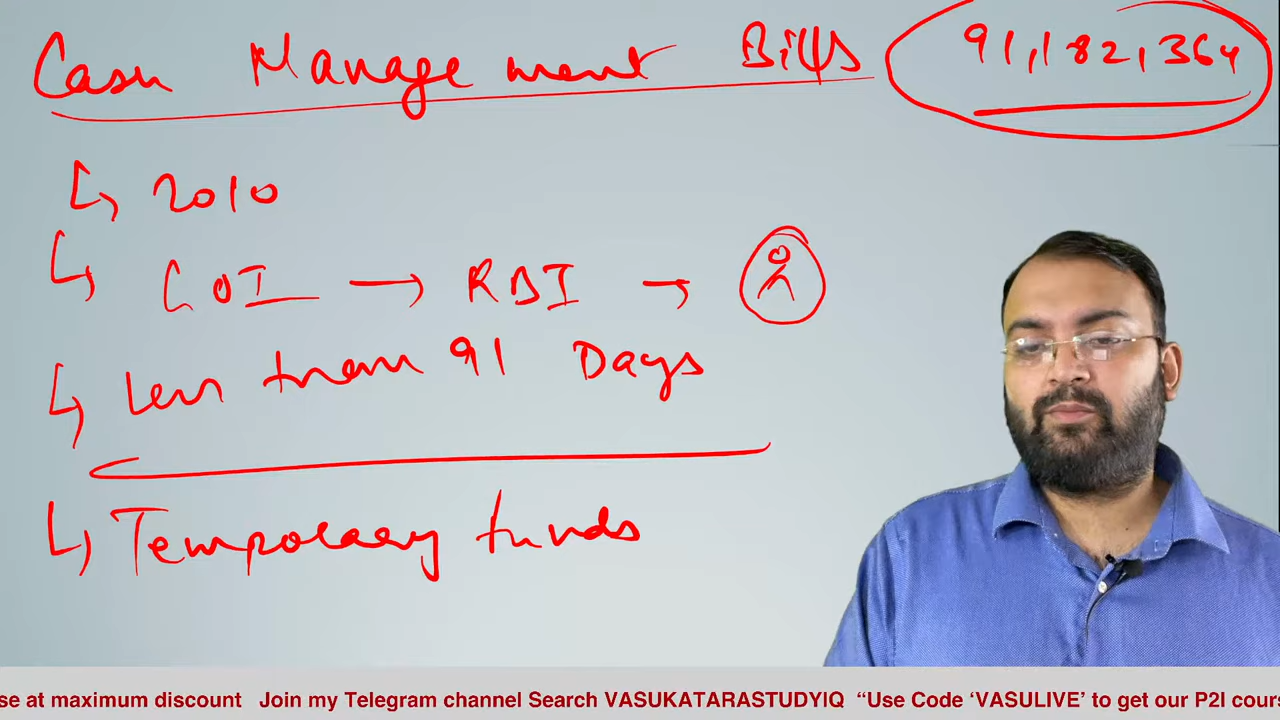 Cash Management Bills 91,182,364
2010
GOI → RBI →
Less than 91 Days
Temporary funds
se at maximum discount Join my Telegram channel Search VASUKATARASTUDYIQ “Use Code ‘VASULIVE’ to get our P2I cour